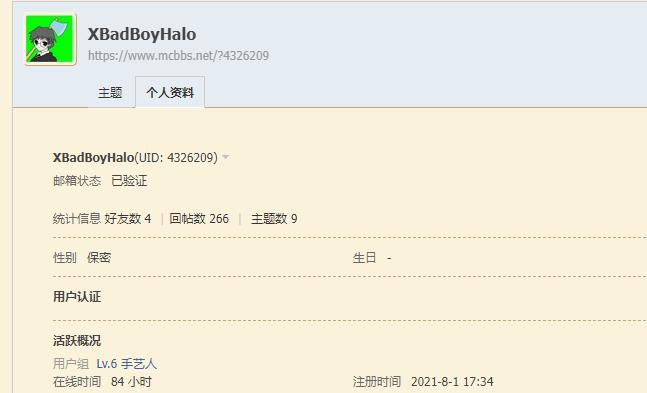 XBadBoyHalo
https://www.mcbbs.net/?4326209
主题 个人资料
XBadBoyHalo(UID: 4326209)
邮箱状态 已验证
统计信息 好友数 4 | 回帖数 266 | 主题数 9
性别 保密 生日 -
用户认证
活跃概况
用户组 Lv.6 手艺人
在线时间 84 小时 注册时间 2021-8-1 17:34